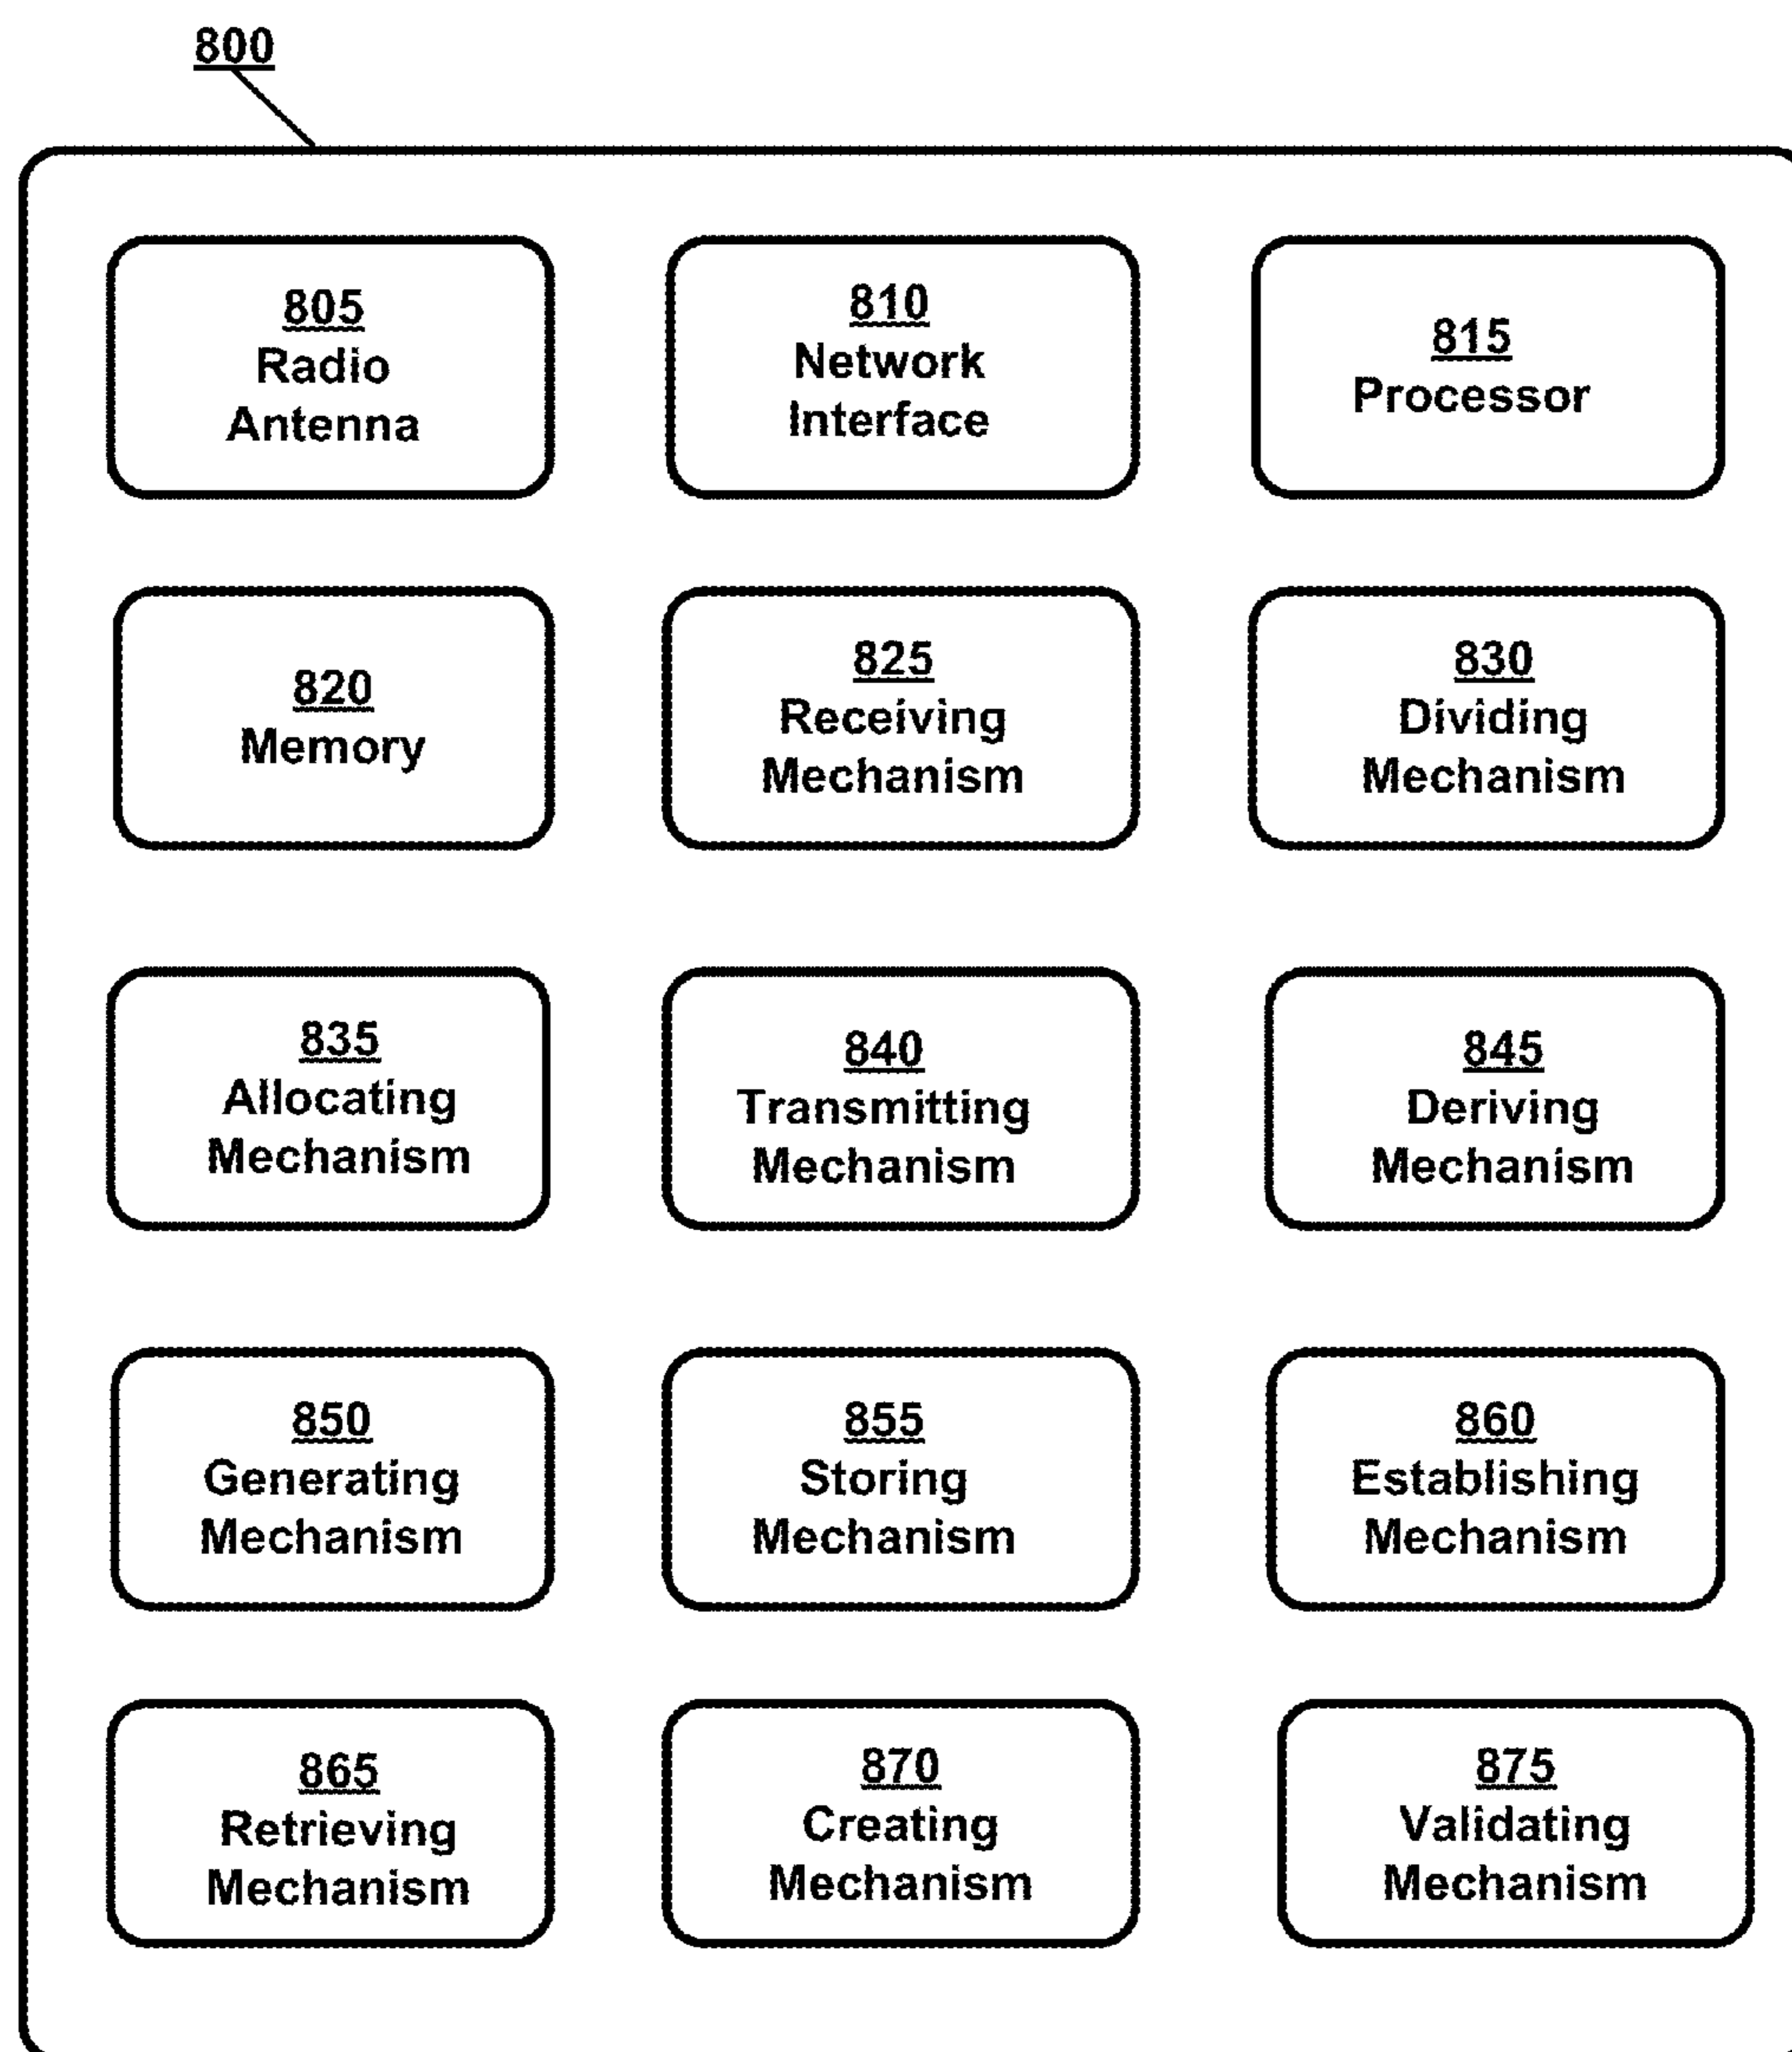 800
805
Radio
Antenna
810
Network
Interface
815
Processor
820
Memory
825
Receiving
Mechanism
830
Dividing
Mechanism
835
Allocating
Mechanism
840
Transmitting
Mechanism
845
Deriving
Mechanism
850
Generating
Mechanism
855
Storing
Mechanism
860
Establishing
Mechanism
865
Retrieving
Mechanism
870
Creating
Mechanism
875
Validating
Mechanism